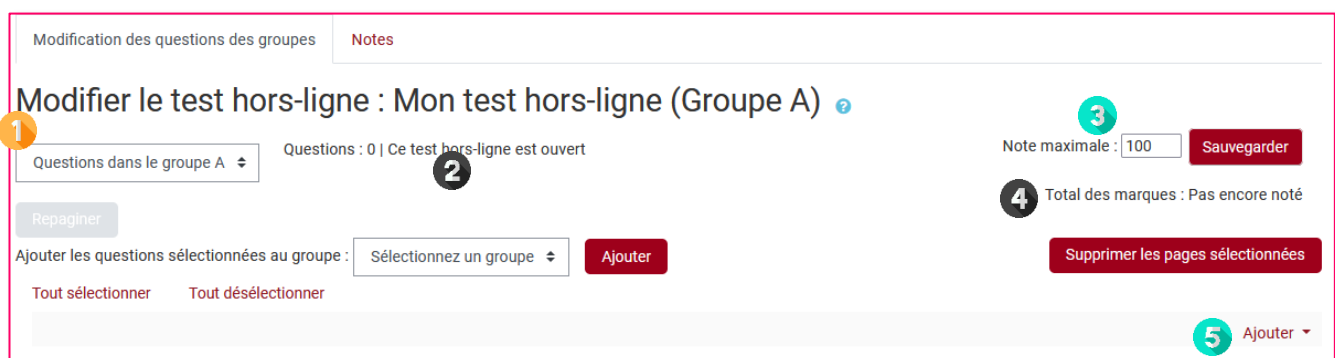 Modification des questions des groupes Notes
Modifier le test hors-ligne : Mon test hors-ligne (Groupe A) ?
1
3
Questions dans le groupe A Questions : 0 | Ce test hors-ligne est ouvert Note maximale : 100 Sauvegarder
2
4 Total des marques : Pas encore noté
Repaginer
Ajouter les questions sélectionnées au groupe : Sélectionnez un groupe Ajouter Supprimer les pages sélectionnées
Tout sélectionner Tout désélectionner
5 Ajouter